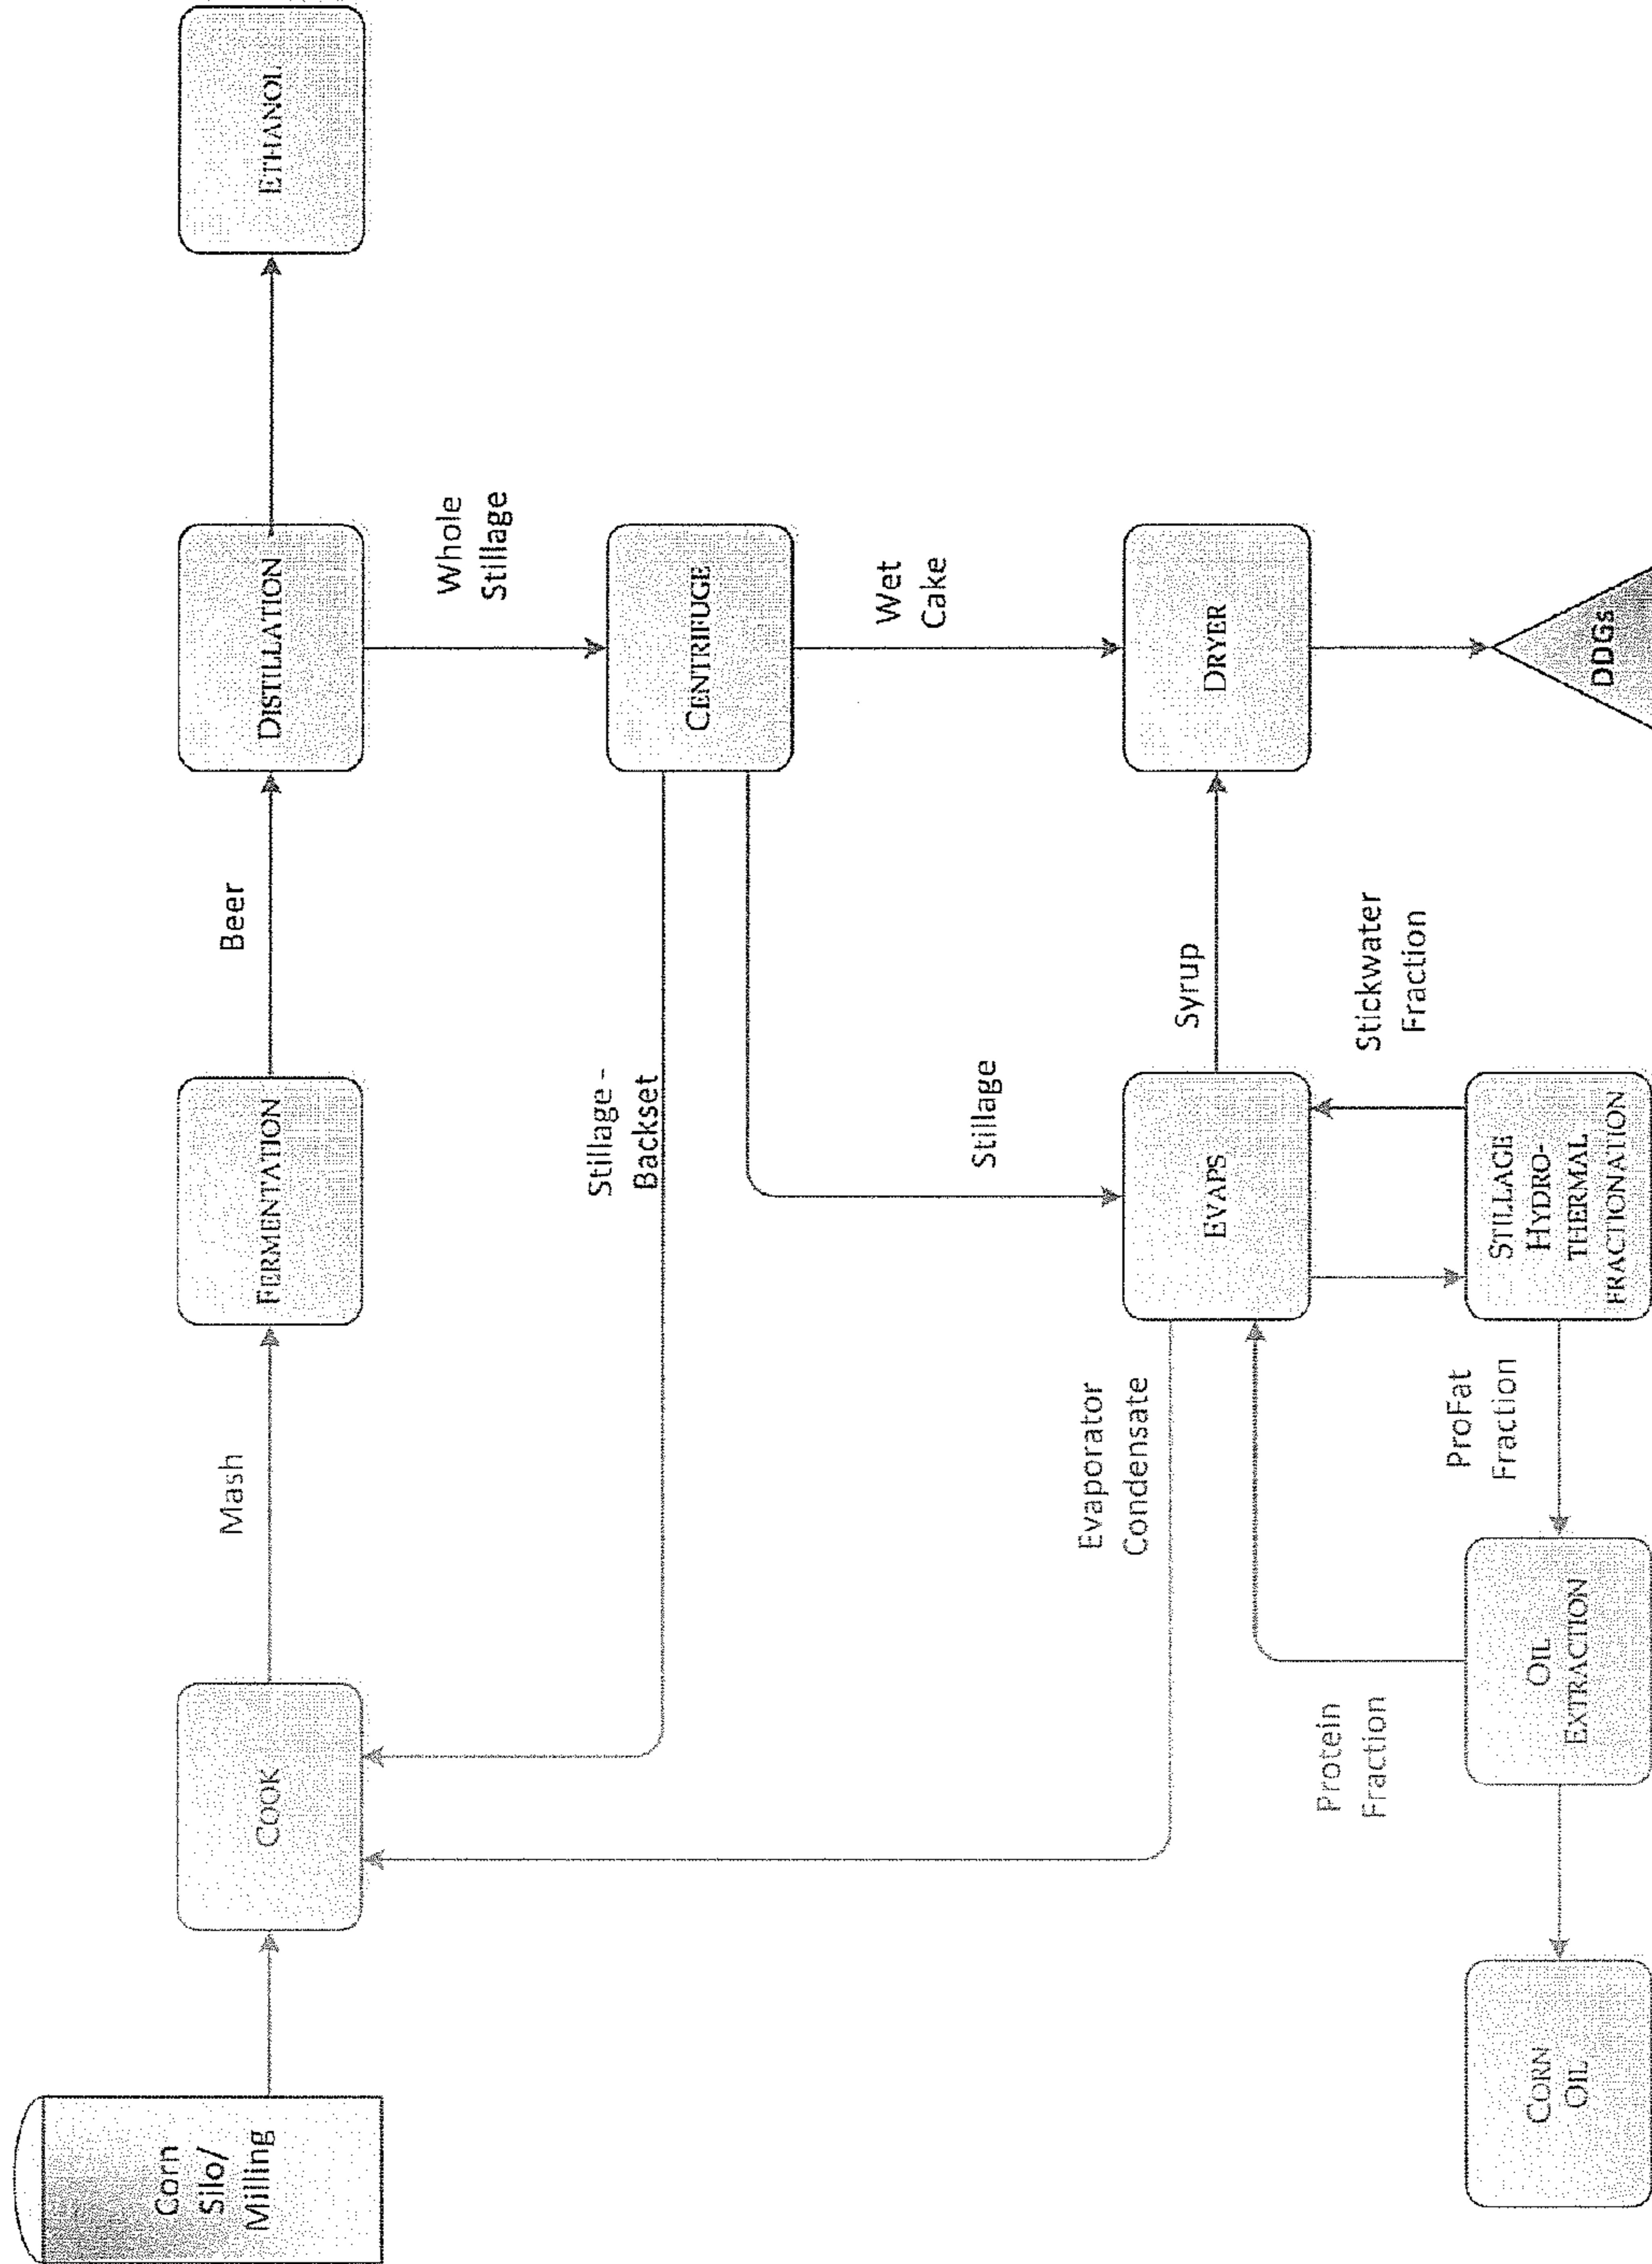 Corn
Silo/
Milling
COOK
Mash
FERMENTATION
Beer
DISTILLATION
ETHANOL
Whole
Stillage
Stillage -
Backset
CENTRIFUGE
Stillage
Wet
Cake
Evaporator
Condensate
EVAPS
Syrup
DRYER
Protein
Fraction
Stickwater
Fraction
CORN
OIL
OIL
EXTRACTION
ProFat
Fraction
STILLAGE
HYDRO-
THERMAL
FRACTIONATION
DDGs